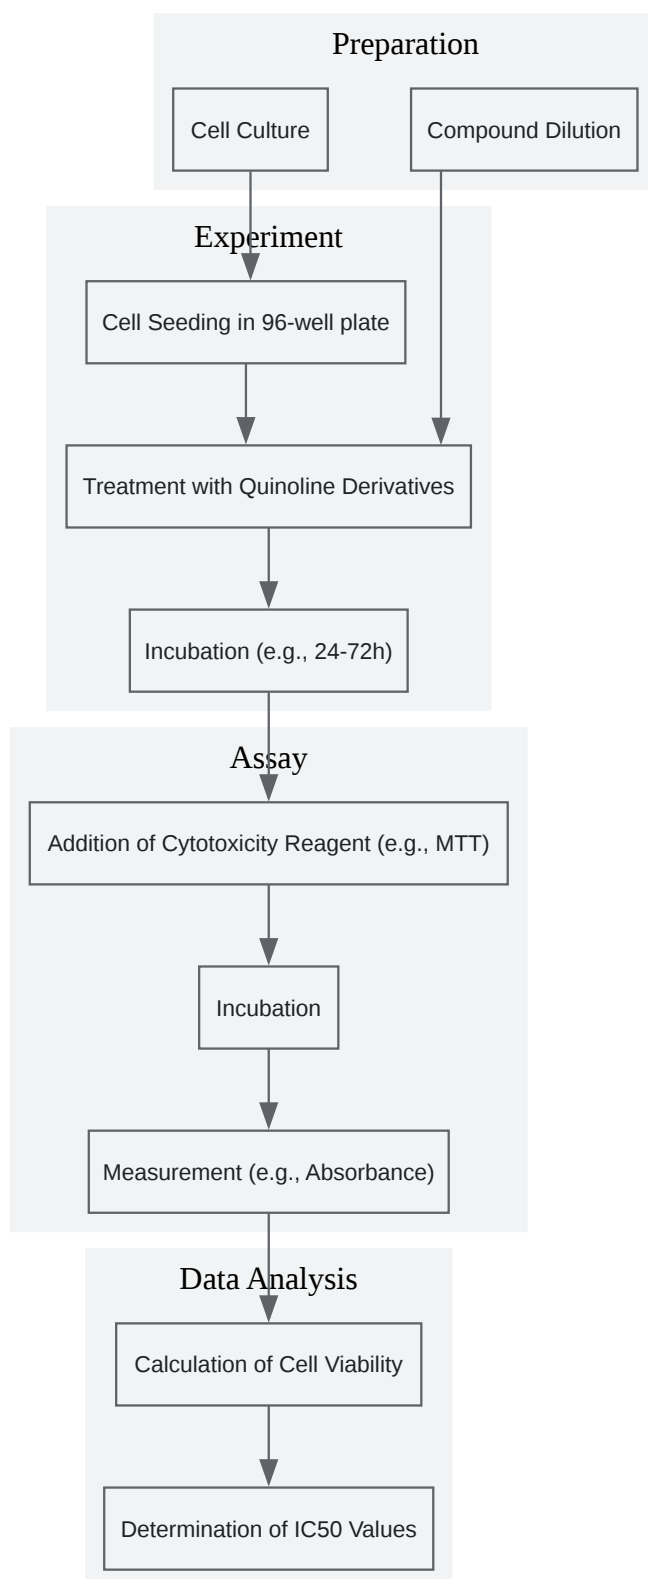 Preparation
Cell Culture
Compound Dilution
Experiment
Cell Seeding in 96-well plate
Treatment with Quinoline Derivatives
Incubation (e.g., 24-72h)
Assay
Addition of Cytotoxicity Reagent (e.g., MTT)
Incubation
Measurement (e.g., Absorbance)
Data Analysis
Calculation of Cell Viability
Determination of IC50 Values